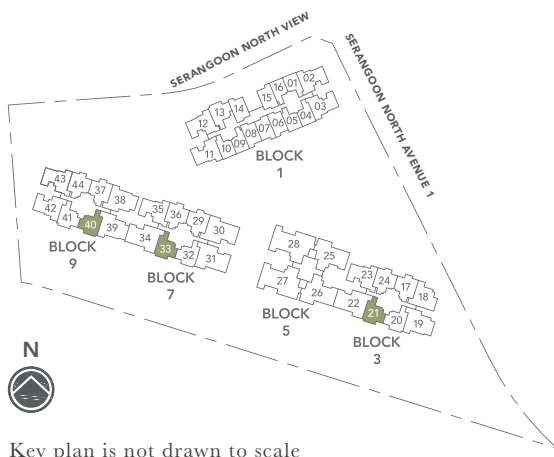 SERANGOON NORTH VIEW
SERANGOON NORTH AVENUE 1
12 13 14 15 16 01 02
11 10 09 08 07 06 05 04 03
BLOCK
1
43 44 37 38 35 36 29 30
42 41 40 39 34 33 32 31
BLOCK
9
BLOCK
7
28 25 23 24 17 18
27 26 22 21 20 19
BLOCK
5
BLOCK
3
N
Key plan is not drawn to scale